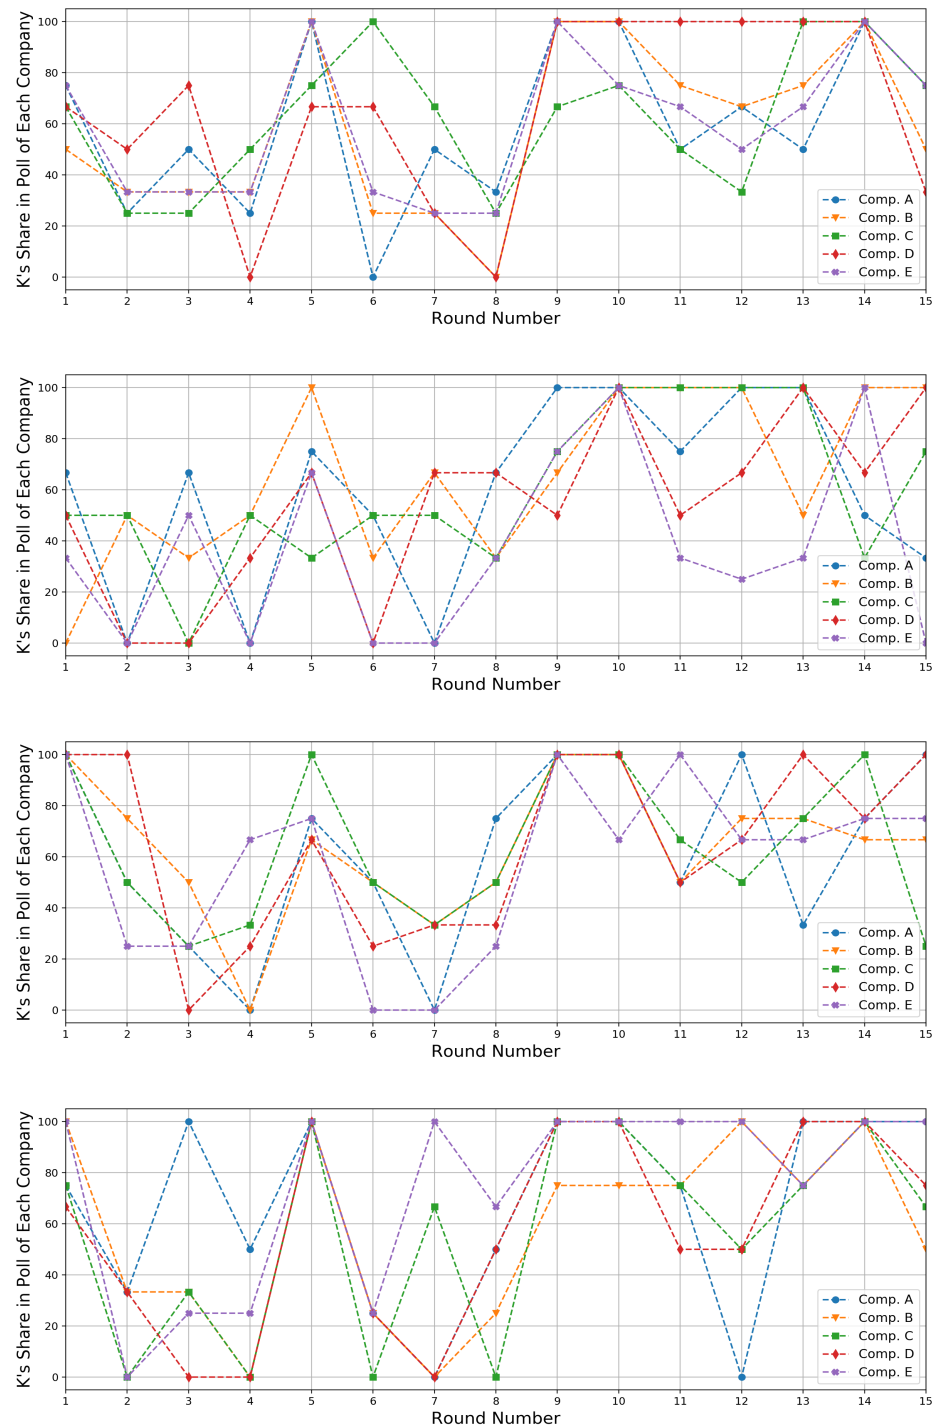 K's Share in Poll of Each Company
100
80
60
40
20
0
Comp. A
Comp. B
Comp. C
Comp. D
Comp. E
1 2 3 4 5 6 7 8 9 10 11 12 13 14 15
Round Number
K's Share in Poll of Each Company
100
80
60
40
20
0
Comp. A
Comp. B
Comp. C
Comp. D
Comp. E
1 2 3 4 5 6 7 8 9 10 11 12 13 14 15
Round Number
K's Share in Poll of Each Company
100
80
60
40
20
0
Comp. A
Comp. B
Comp. C
Comp. D
Comp. E
1 2 3 4 5 6 7 8 9 10 11 12 13 14 15
Round Number
K's Share in Poll of Each Company
100
80
60
40
20
0
Comp. A
Comp. B
Comp. C
Comp. D
Comp. E
1 2 3 4 5 6 7 8 9 10 11 12 13 14 15
Round Number